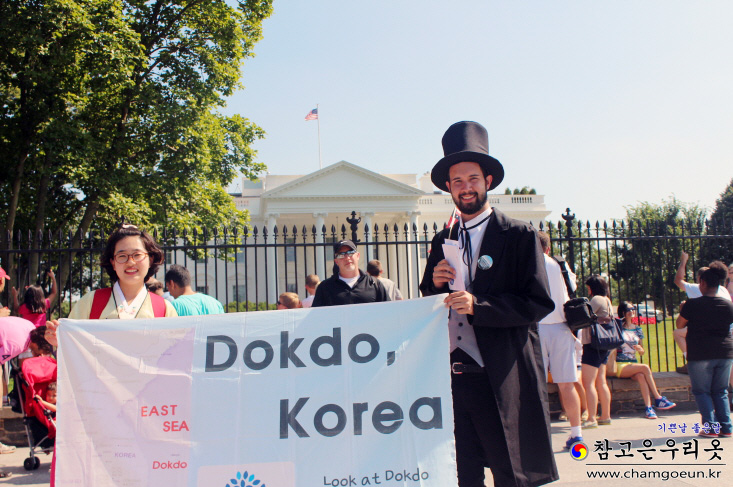 Dokdo,
Korea
EAST
SEA
KOREA
Dokdo
Look at Dokdo
기쁜날 좋은날
참고은우리옷
www.chamgoeun.kr